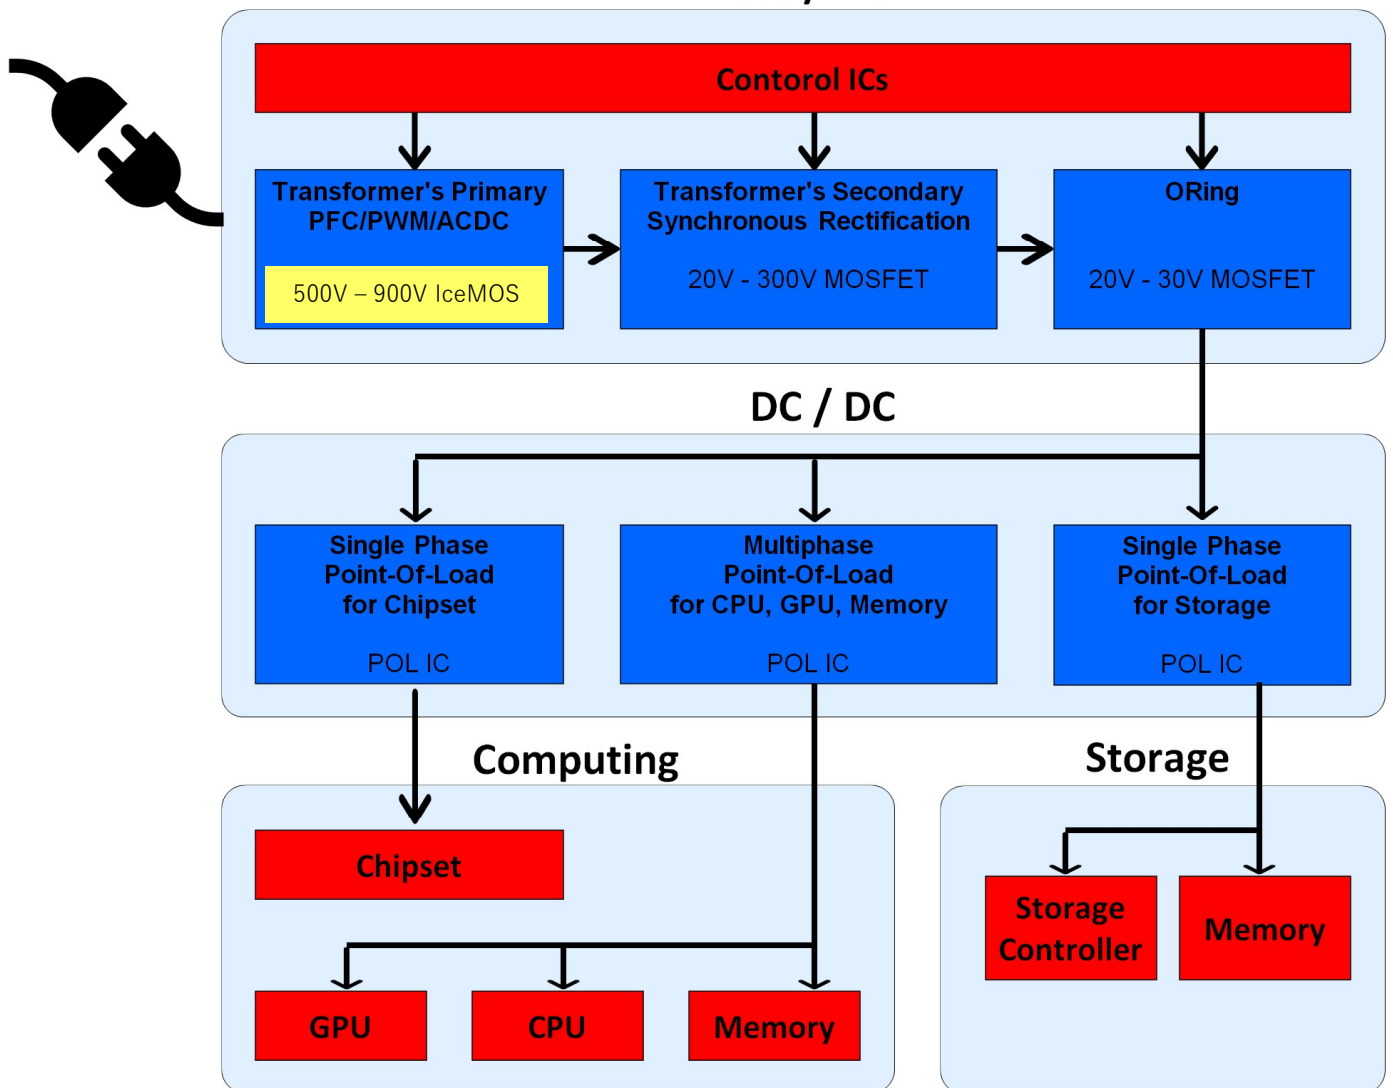 Contorol ICs
Transformer's Primary
PFC/PWM/ACDC
500V – 900V IceMOS
Transformer's Secondary
Synchronous Rectification
20V - 300V MOSFET
ORing
20V - 30V MOSFET
DC / DC
Single Phase
Point-Of-Load
for Chipset
POL IC
Multiphase
Point-Of-Load
for CPU, GPU, Memory
POL IC
Single Phase
Point-Of-Load
for Storage
POL IC
Computing
Storage
Chipset
GPU
CPU
Memory
Storage
Controller
Memory